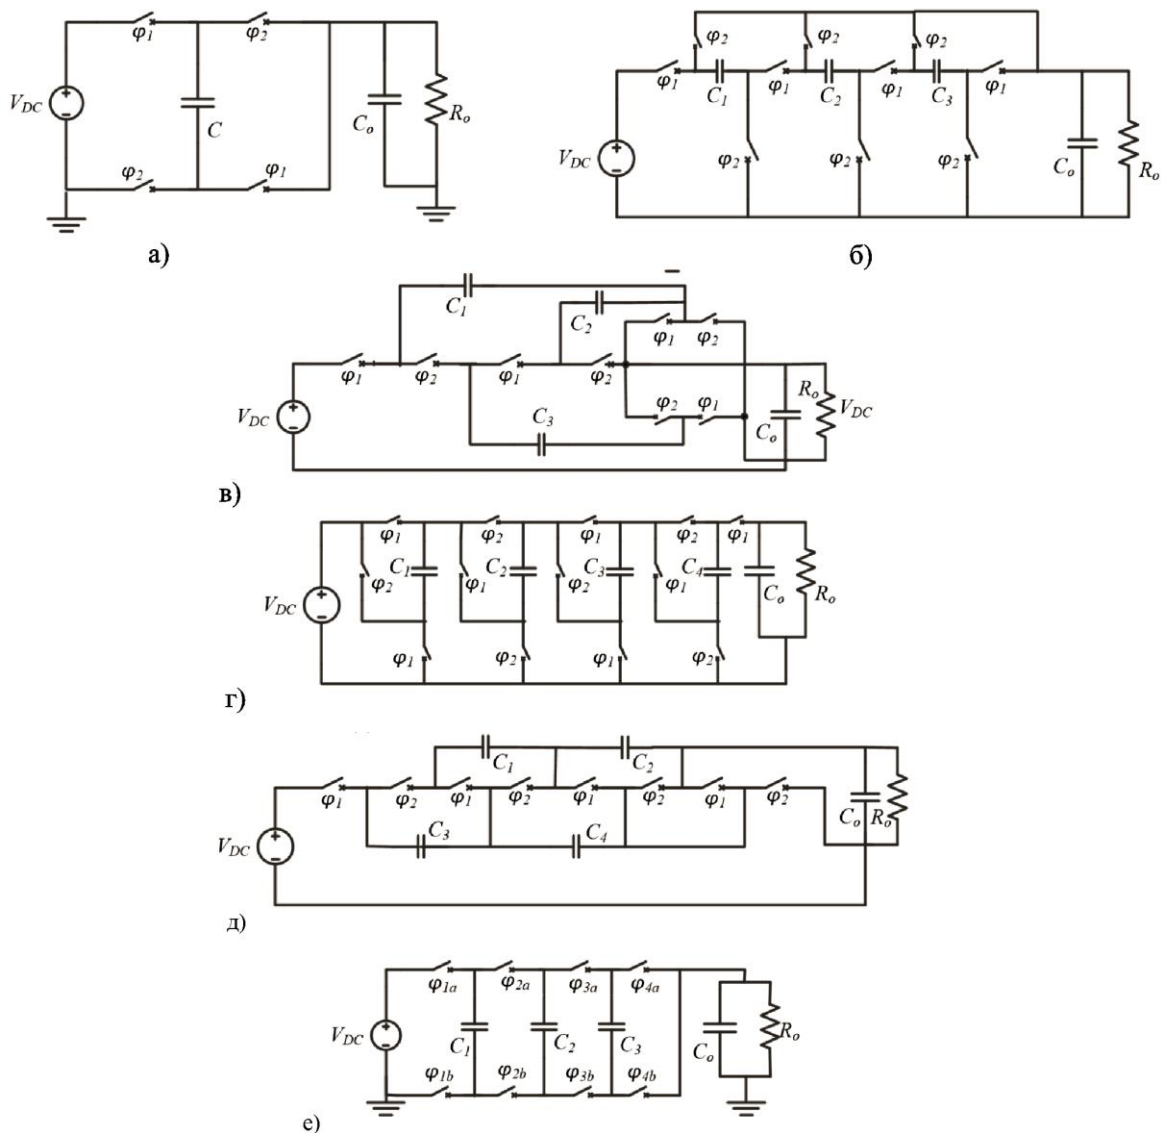 φ1 φ2
VDC C Co Ro
φ2 φ1
а)
φ2 φ2 φ2
φ1 C1 φ1 C2 φ1 C3 φ1
VDC φ2 φ2 φ2 Co Ro
б)
C1 C2 φ1 φ2
φ1 φ2 φ1 φ2
VDC C3 φ2 φ1 Co Ro VDC
в)
φ1 φ2 φ1 φ2 φ1
C1 C2 C3 C4
φ2 φ1 φ2 φ1
VDC Co Ro
φ1 φ2 φ1 φ2
г)
C1 C2
φ1 φ2 φ1 φ2 φ1 φ2 φ1 φ2
C3 C4 Co Ro
VDC
д)
φ1a φ2a φ3a φ4a
VDC C1 C2 C3 Co Ro
φ1b φ2b φ3b φ4b
е)